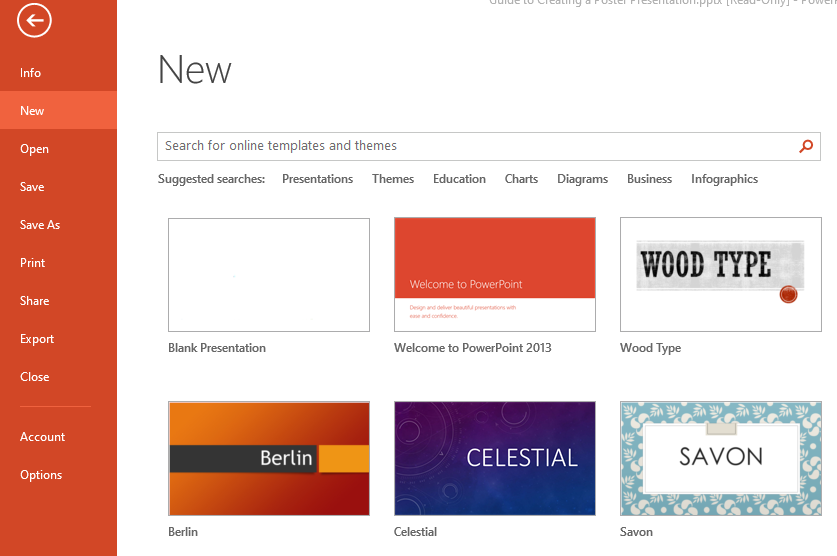 Guide to Creating a Poster Presentation.pptx [Read-Only] -
Info
New
Open
Save
Save As
Print
Share
Export
Close
Account
Options
New
Search for online templates and themes
Suggested searches: Presentations Themes Education Charts Diagrams Business Infographics
Welcome to PowerPoint
Design and deliver beautiful presentations with
ease and confidence.
WOOD TYPE
Blank Presentation Welcome to PowerPoint 2013 Wood Type
Berlin CELESTIAL SAVON
Berlin Celestial Savon